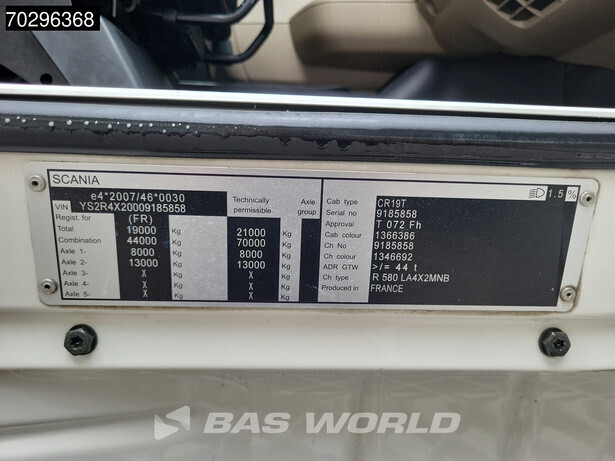 70296368
SCANIA
e4*2007/46*0030
VIN YS2R4X20009185858
Regist. for (FR) Technically permissible Axle group
Total 19000 Kg 21000 Kg
Combination 44000 Kg 70000 Kg
Axle 1- 8000 Kg 8000 Kg
Axle 2- 13000 Kg 13000 Kg
Axle 3- X Kg X Kg
Axle 4- X Kg X Kg
Axle 5- X Kg X Kg
1.5 %
Cab type CR19T
Serial no 9185858
Approval T 072 Fh
Cab colour 1366386
Ch. No 9185858
Ch colour 1346692
ADR GTW >/= 44 t
Ch type R 580 LA4X2MNB
Produced in FRANCE
BAS WORLD